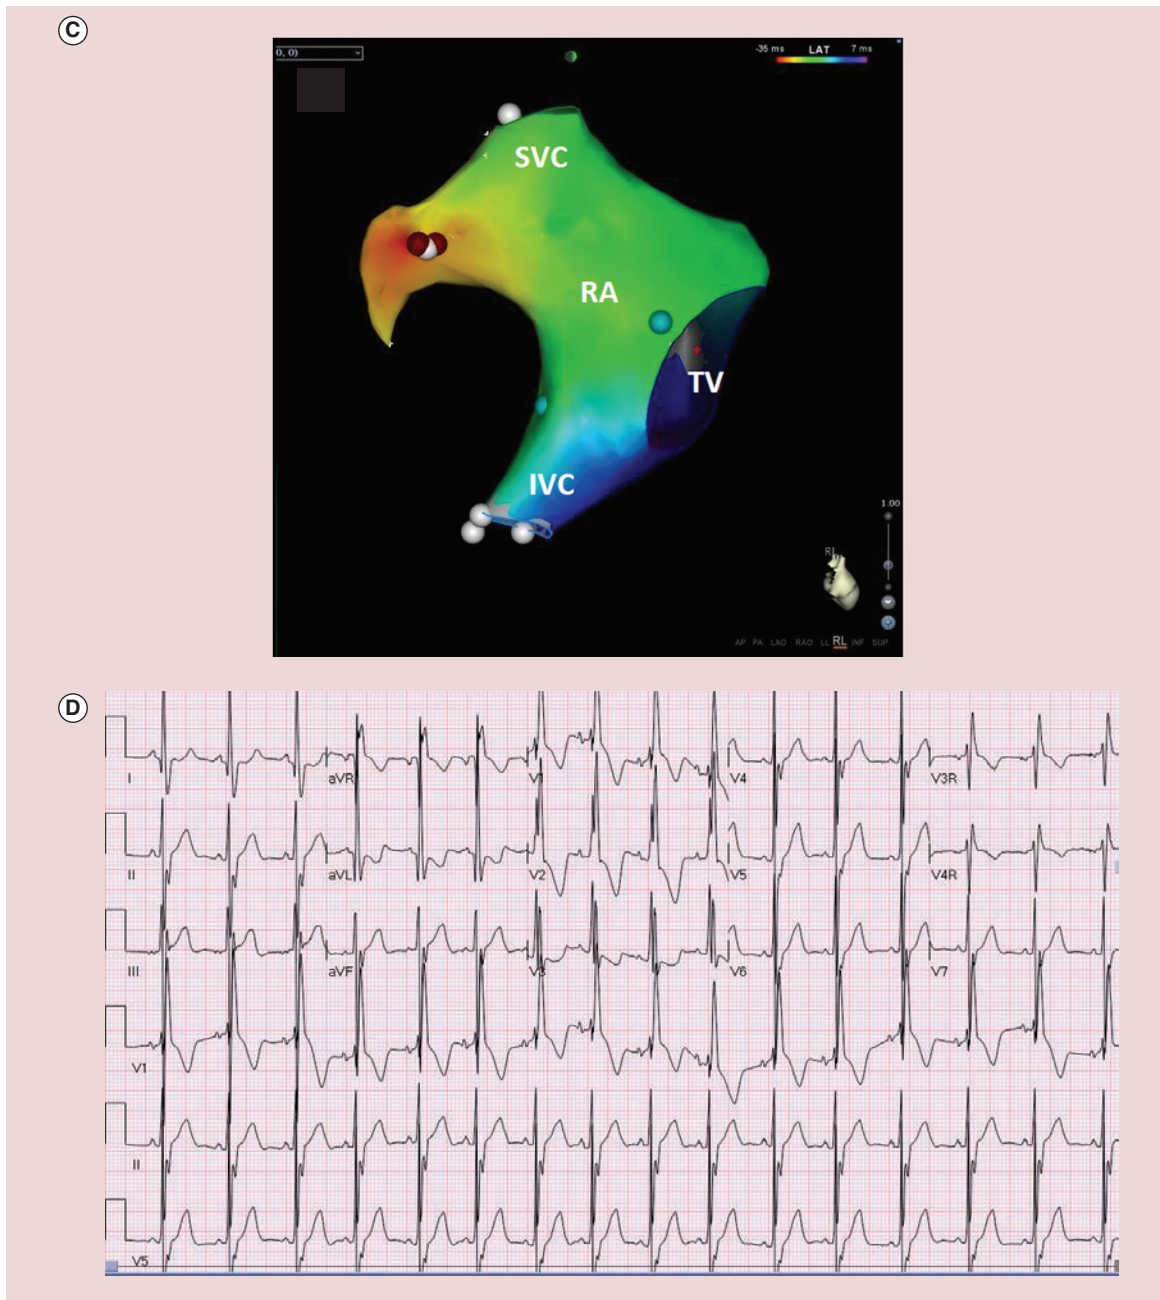 C
0, 0)
-35 ms LAT 7 ms
SVC
RA
TV
IVC
1.00
RL
AP PA LAO RAO LL RL INF SUP
D
I aVR V1 V4 V3R
II aVL V2 V5 V4R
III aVF V3 V6 V7
V1
II
V5